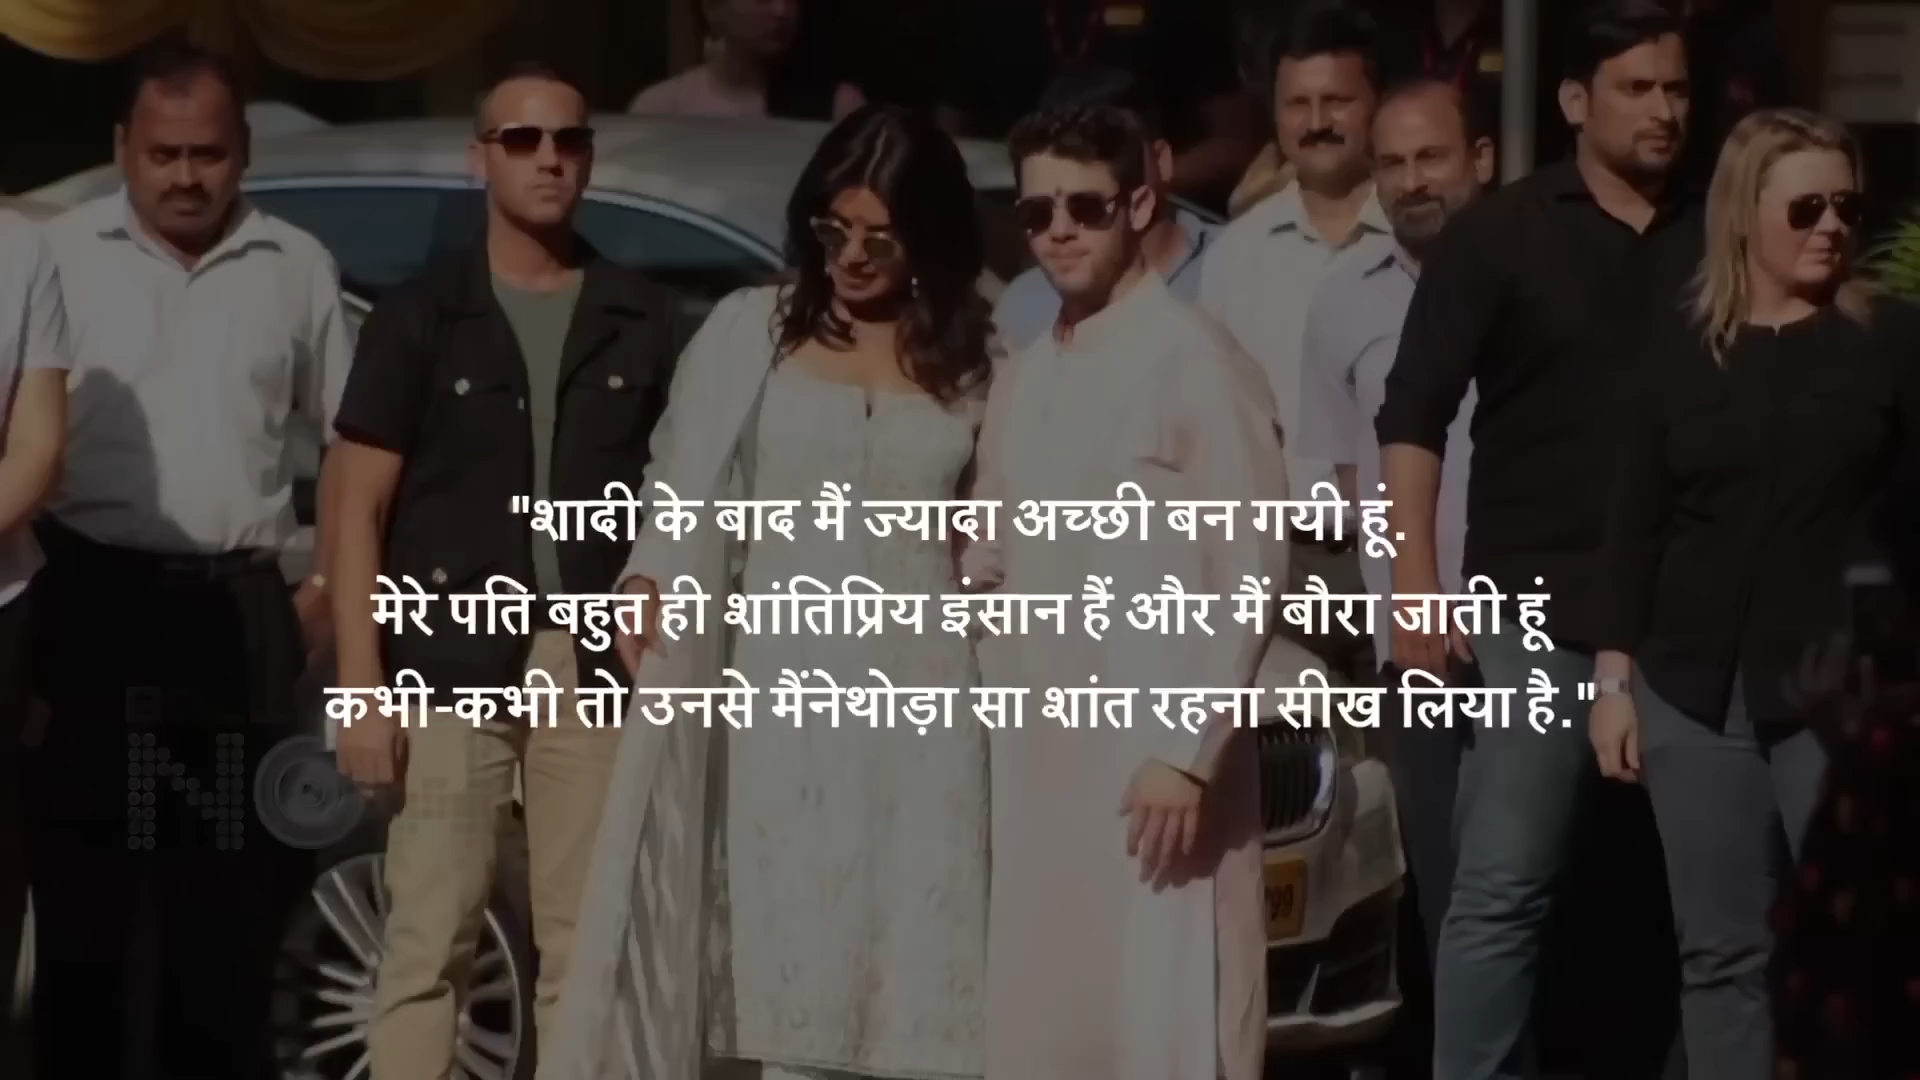 "शादी के बाद मैं ज्यादा अच्छी बन गयी हूं.
मेरे पति बहुत ही शांतिप्रिय इंसान हैं और मैं बौरा जाती हूं
कभी-कभी तो उनसे मैंनेथोड़ा सा शांत रहना सीख लिया है."